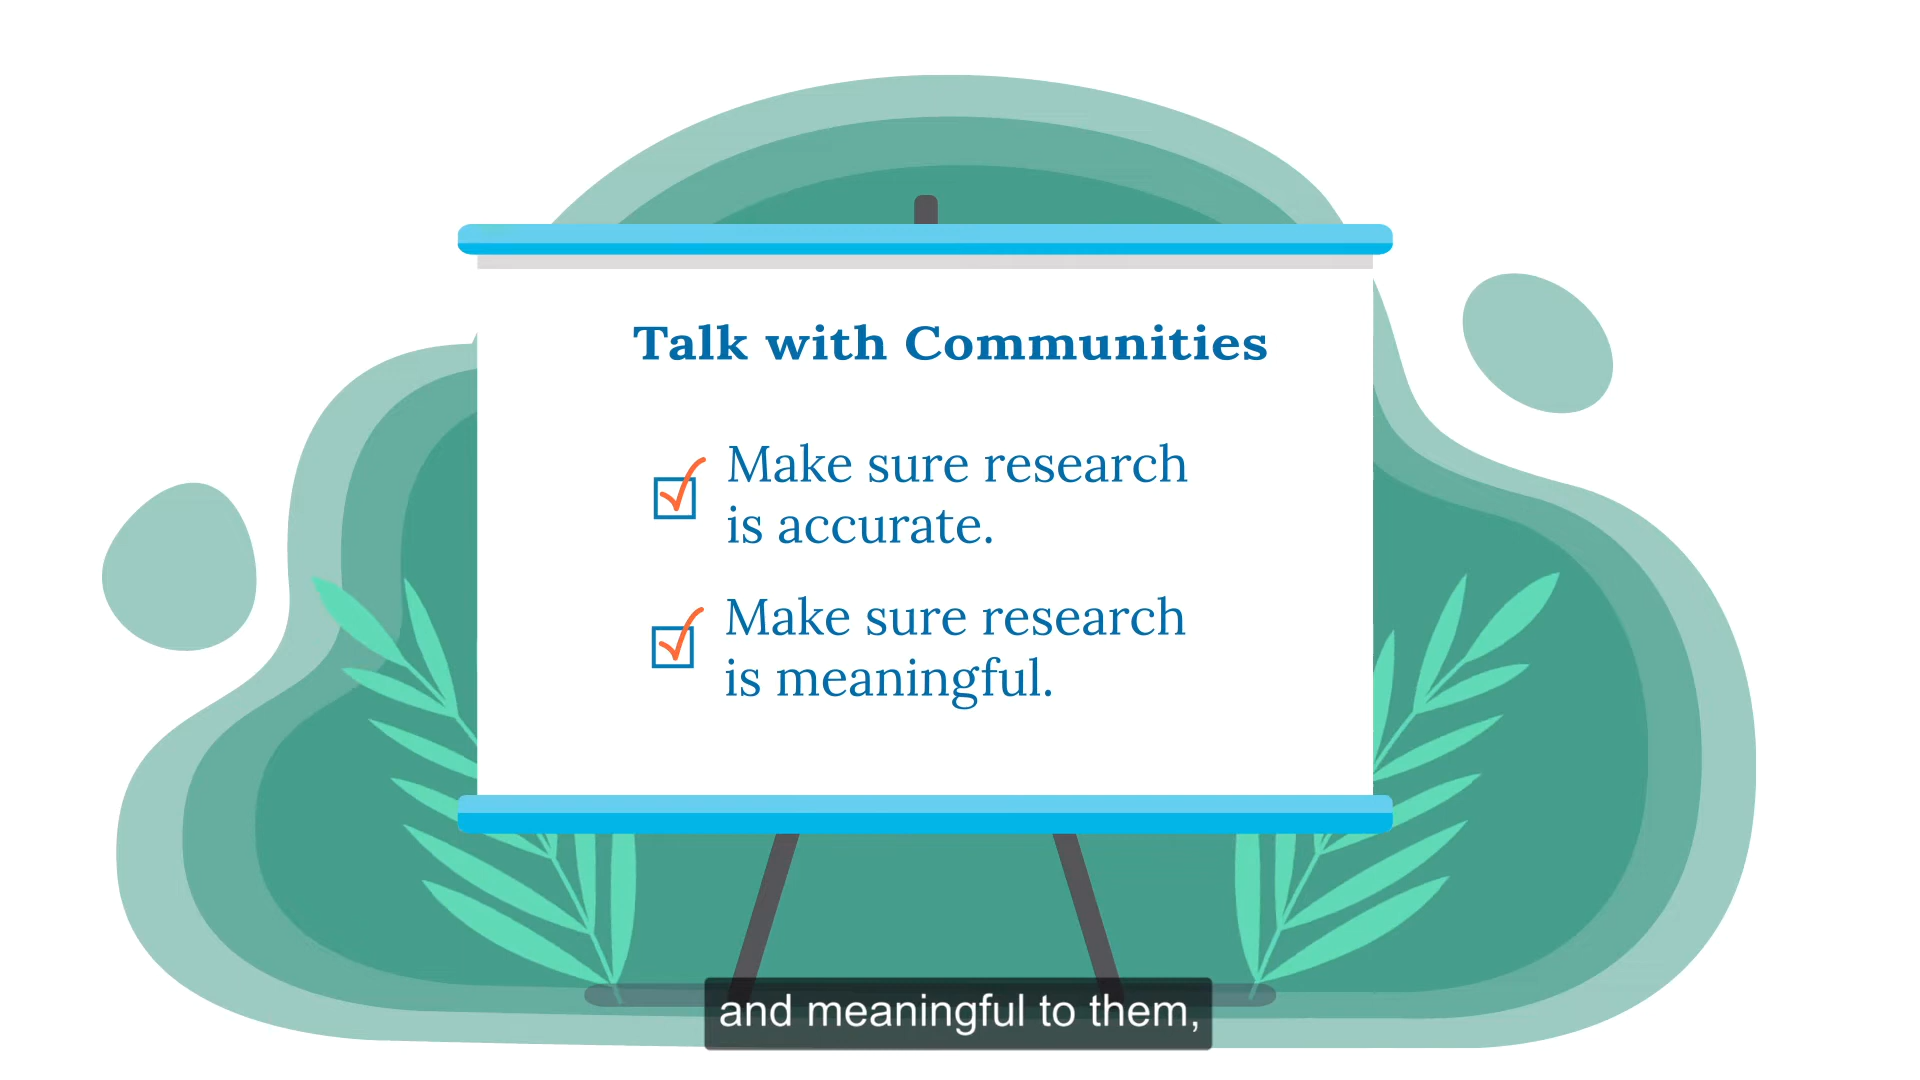 Talk with Communities
Make sure research
is accurate.
Make sure research
is meaningful.
and meaningful to them,